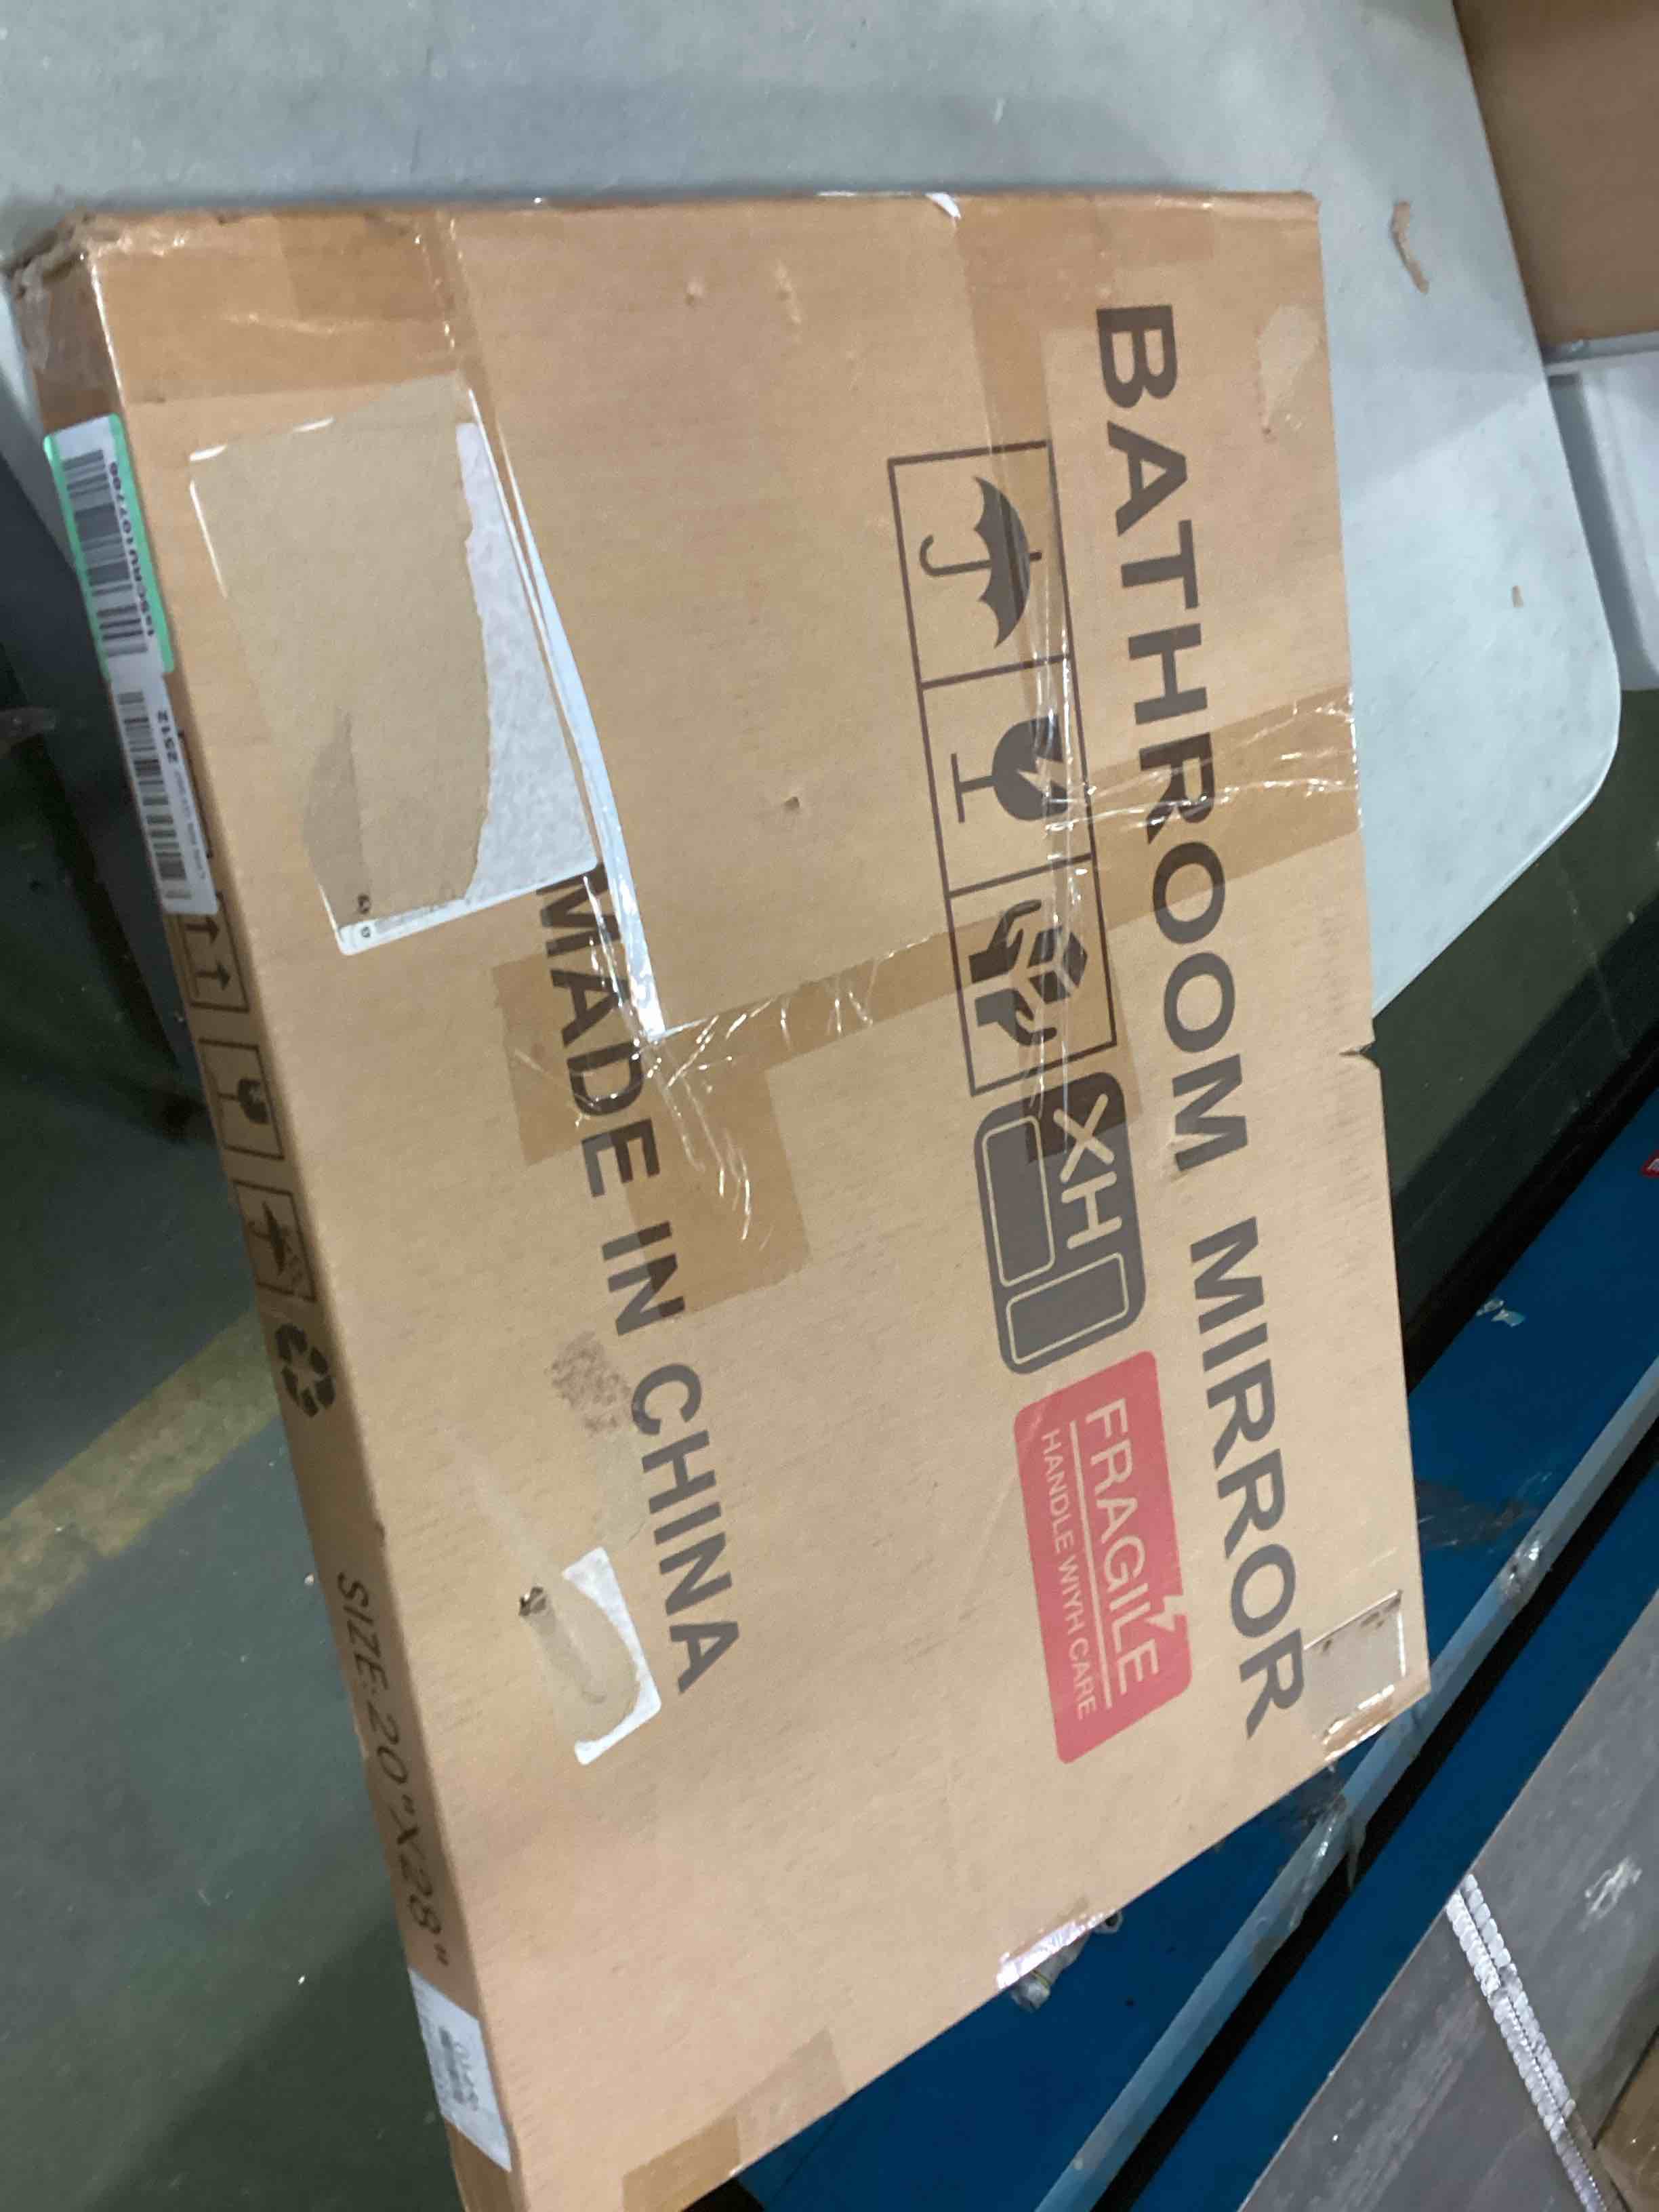 BATHROOM MIRROR
XH
FRAGILE
HANDLE WIYH CARE
MADE IN CHINA
SIZE:20"X28"